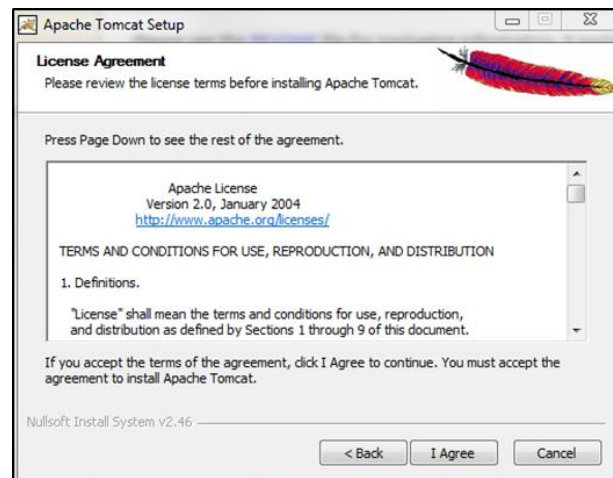 Apache Tomcat Setup
License Agreement
Please review the license terms before installing Apache Tomcat.
Press Page Down to see the rest of the agreement.
Apache License
Version 2.0, January 2004
http://www.apache.org/licenses/
TERMS AND CONDITIONS FOR USE, REPRODUCTION, AND DISTRIBUTION
1. Definitions.
"License" shall mean the terms and conditions for use, reproduction,
and distribution as defined by Sections 1 through 9 of this document.
If you accept the terms of the agreement, click I Agree to continue. You must accept the
agreement to install Apache Tomcat.
Nullsoft Install System v2.46
< Back I Agree Cancel